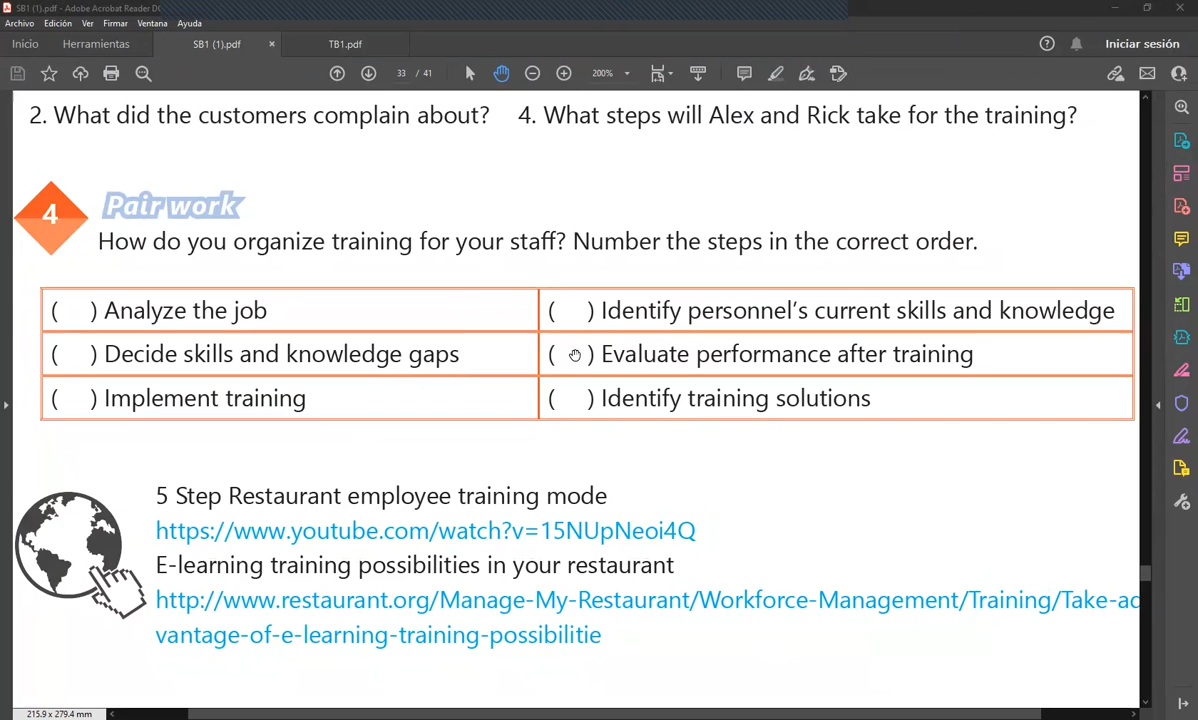 SB1 (1).pdf - Adobe Acrobat Reader DC
Archivo Edición Ver Firmar Ventana Ayuda
Inicio Herramientas SB1 (1).pdf × TB1.pdf Iniciar sesión
33 / 41 200%
2. What did the customers complain about? 4. What steps will Alex and Rick take for the training?
4 Pair work
How do you organize training for your staff? Number the steps in the correct order.
( ) Analyze the job ( ) Identify personnel's current skills and knowledge
( ) Decide skills and knowledge gaps ( ) Evaluate performance after training
( ) Implement training ( ) Identify training solutions
5 Step Restaurant employee training mode
https://www.youtube.com/watch?v=15NUpNeoi4Q
E-learning training possibilities in your restaurant
http://www.restaurant.org/Manage-My-Restaurant/Workforce-Management/Training/Take-ad
vantage-of-e-learning-training-possibilitie
215.9 x 279.4 mm